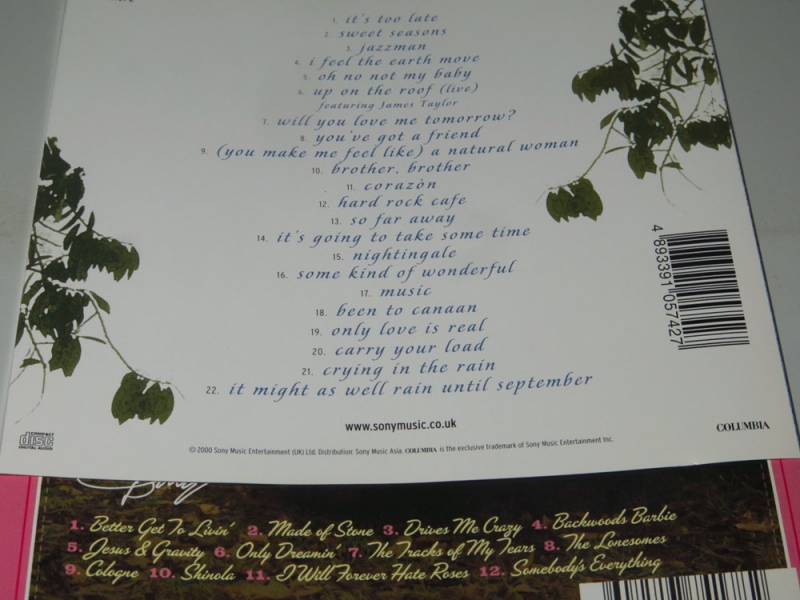 1. it's too late
2. sweet seasons
3. jazzman
4. i feel the earth move
5. oh no not my baby
6. up on the roof (live)
featuring James Taylor
7. will you love me tomorrow?
8. you've got a friend
9. (you make me feel like) a natural woman
10. brother, brother
11. corazòn
12. hard rock cafe
13. so far away
14. it's going to take some time
15. nightingale
16. some kind of wonderful
17. music
18. been to canaan
19. only love is real
20. carry your load
21. crying in the rain
22. it might as well rain until september
4 893391 057427
www.sonymusic.co.uk
COLUMBIA
COMPACT
disc
DIGITAL AUDIO
© 2000 Sony Music Entertainment (UK) Ltd. Distribution: Sony Music Asia. COLUMBIA is the exclusive trademark of Sony Music Entertainment Inc.
1. Better Get To Livin' 2. Made of Stone 3. Drives Me Crazy 4. Backwoods Barbie
5. Jesus & Gravity 6. Only Dreamin' 7. The Tracks of My Tears 8. The Lonesomes
9. Cologne 10. Shinola 11. I Will Forever Hate Roses 12. Somebody's Everything